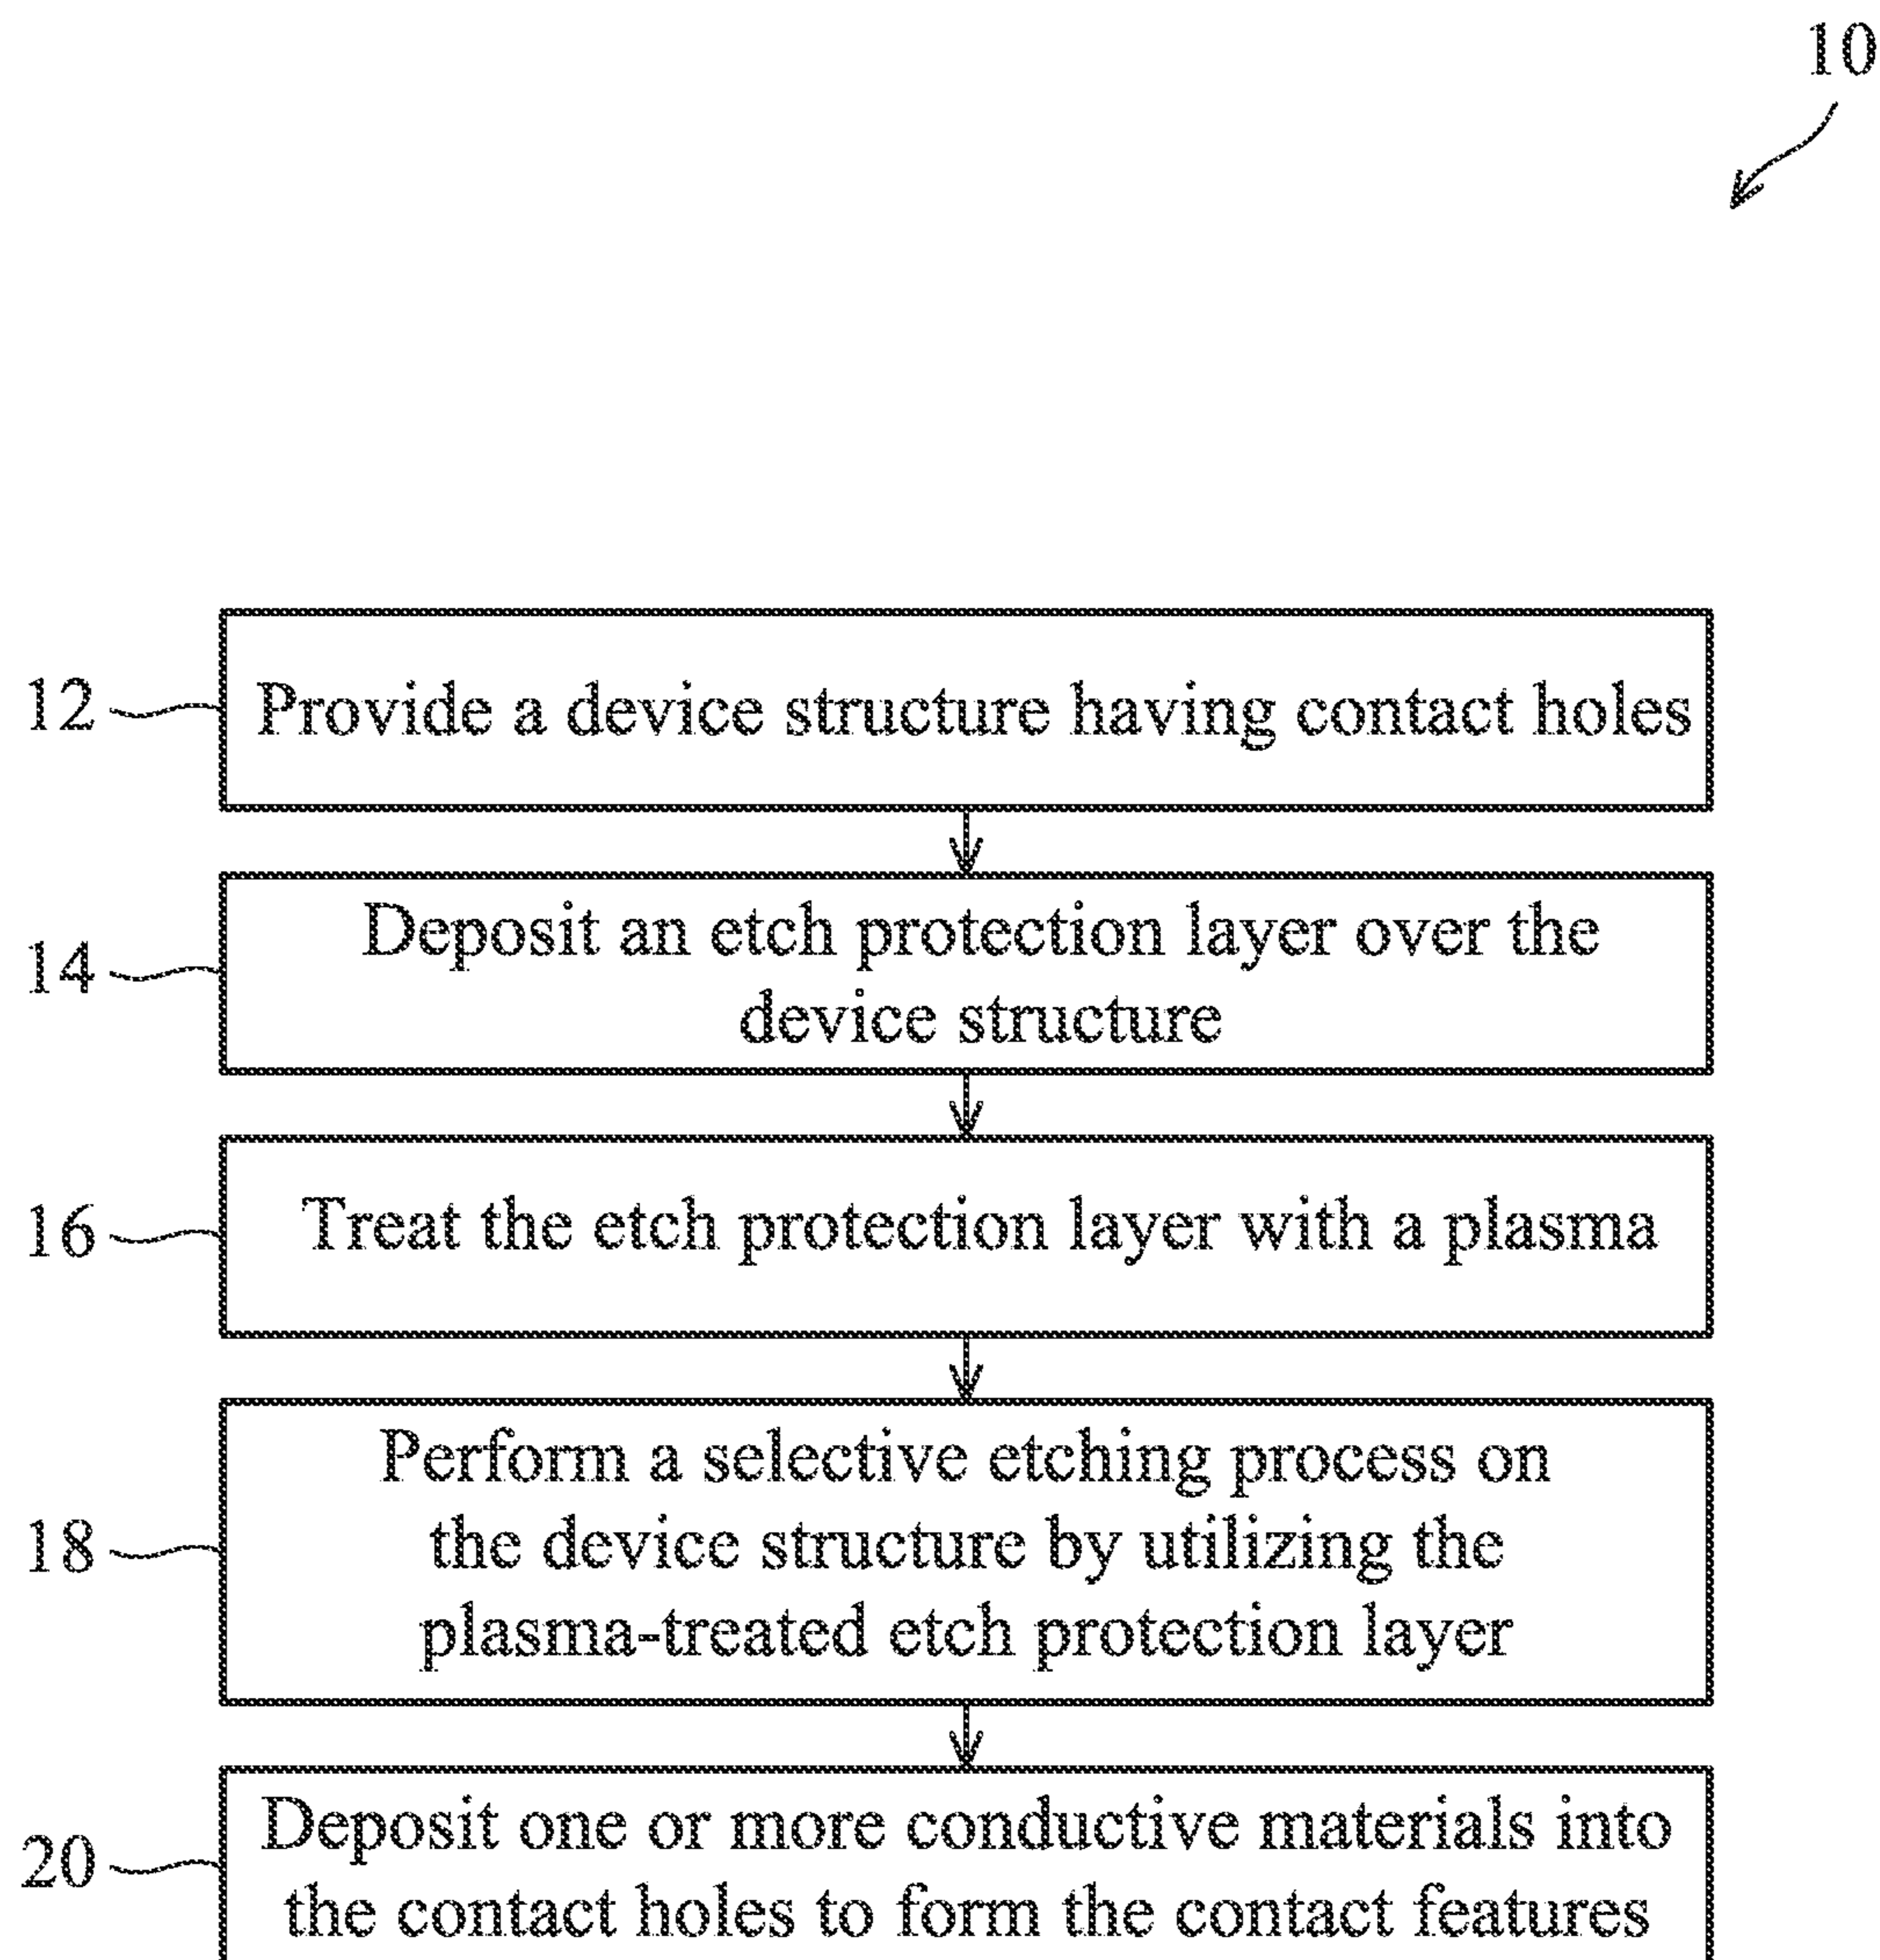 10
12
Provide a device structure having contact holes
14
Deposit an etch protection layer over the
device structure
16
Treat the etch protection layer with a plasma
18
Perform a selective etching process on
the device structure by utilizing the
plasma-treated etch protection layer
20
Deposit one or more conductive materials into
the contact holes to form the contact features